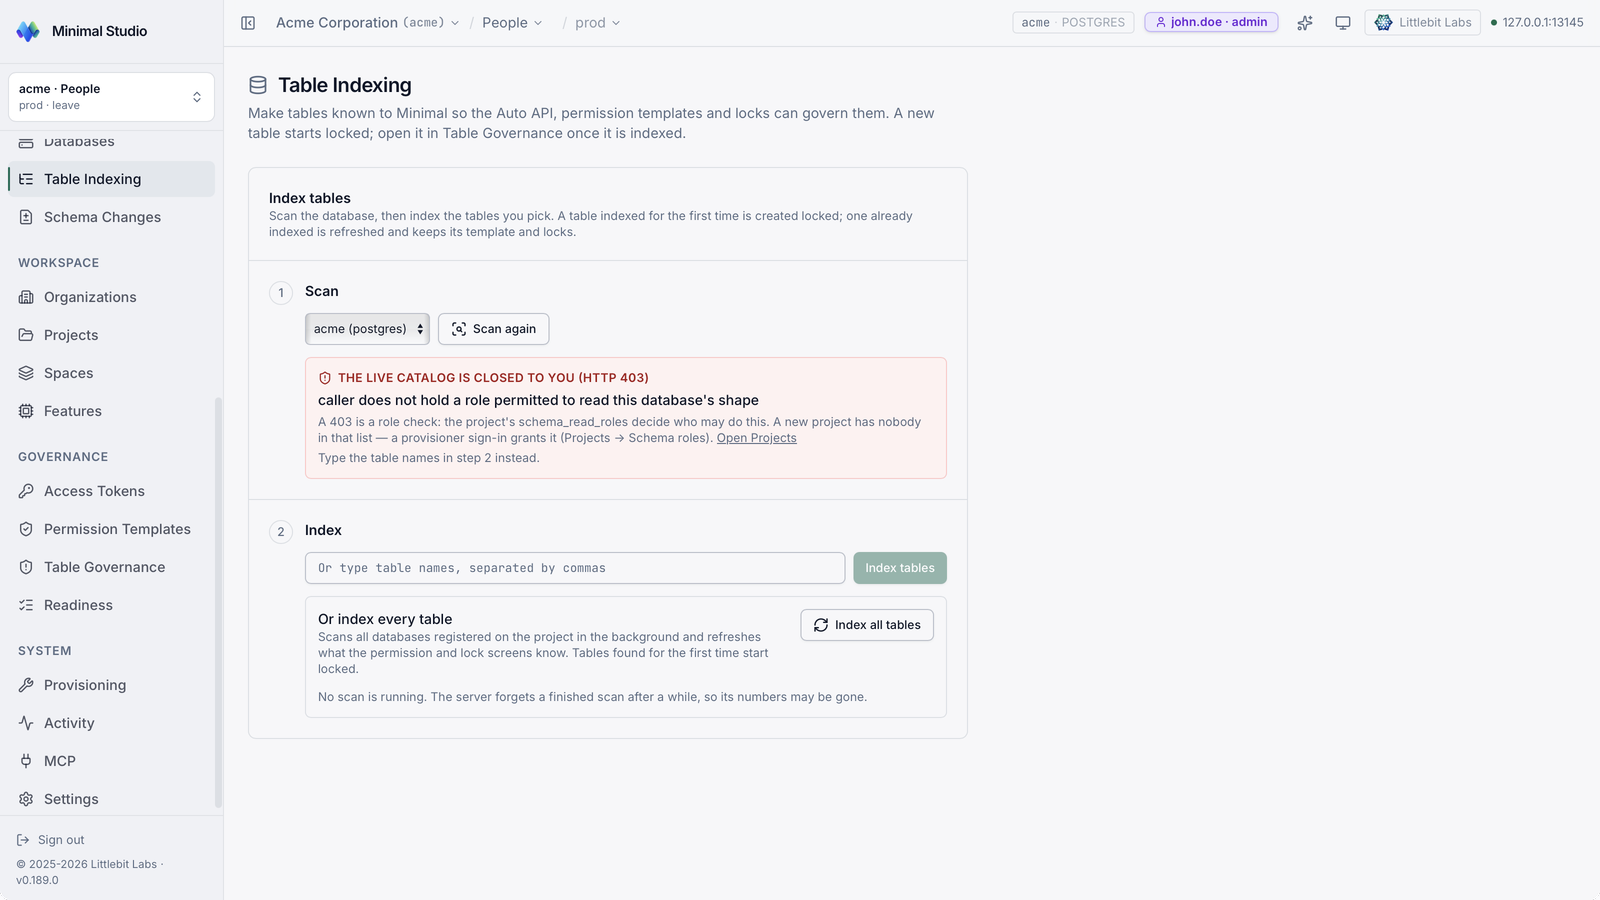 Minimal Studio
acme · People
prod · leave
Databases
Table Indexing
Schema Changes
WORKSPACE
Organizations
Projects
Spaces
Features
GOVERNANCE
Access Tokens
Permission Templates
Table Governance
Readiness
SYSTEM
Provisioning
Activity
MCP
Settings
Sign out
© 2025-2026 Littlebit Labs ·
v0.189.0
Acme Corporation (acme) / People / prod
acme · POSTGRES
john.doe · admin
Littlebit Labs
127.0.0.1:13145
Table Indexing
Make tables known to Minimal so the Auto API, permission templates and locks can govern them. A new
table starts locked; open it in Table Governance once it is indexed.
Index tables
Scan the database, then index the tables you pick. A table indexed for the first time is created locked; one already
indexed is refreshed and keeps its template and locks.
1 Scan
acme (postgres)
Scan again
THE LIVE CATALOG IS CLOSED TO YOU (HTTP 403)
caller does not hold a role permitted to read this database's shape
A 403 is a role check: the project's schema_read_roles decide who may do this. A new project has nobody
in that list — a provisioner sign-in grants it (Projects → Schema roles). Open Projects
Type the table names in step 2 instead.
2 Index
Or type table names, separated by commas
Index tables
Or index every table
Scans all databases registered on the project in the background and refreshes
what the permission and lock screens know. Tables found for the first time start
locked.
Index all tables
No scan is running. The server forgets a finished scan after a while, so its numbers may be gone.